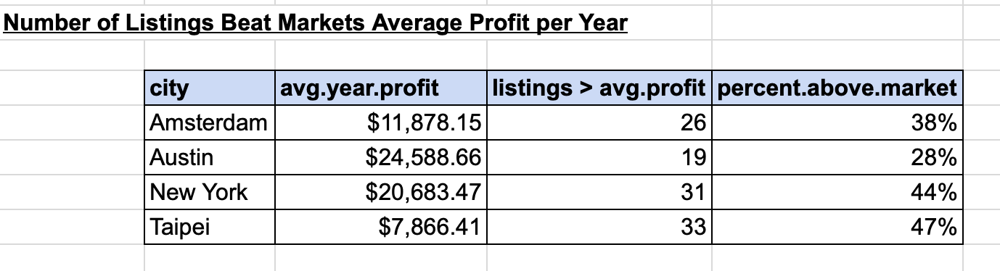 Number of Listings Beat Markets Average Profit per Year
city avg.year.profit listings > avg.profit percent.above.market
Amsterdam $11,878.15 26 38%
Austin $24,588.66 19 28%
New York $20,683.47 31 44%
Taipei $7,866.41 33 47%